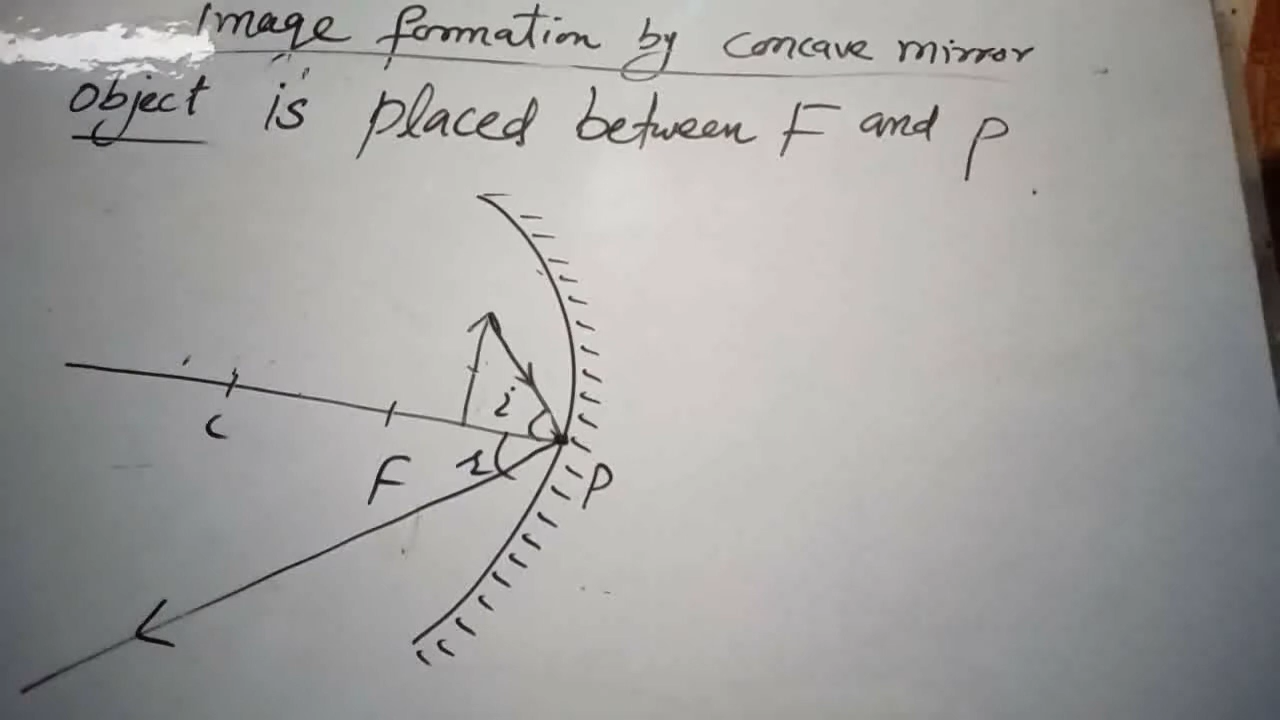 Image formation by concave mirror
object is placed between F and P
i
C
F
r
P